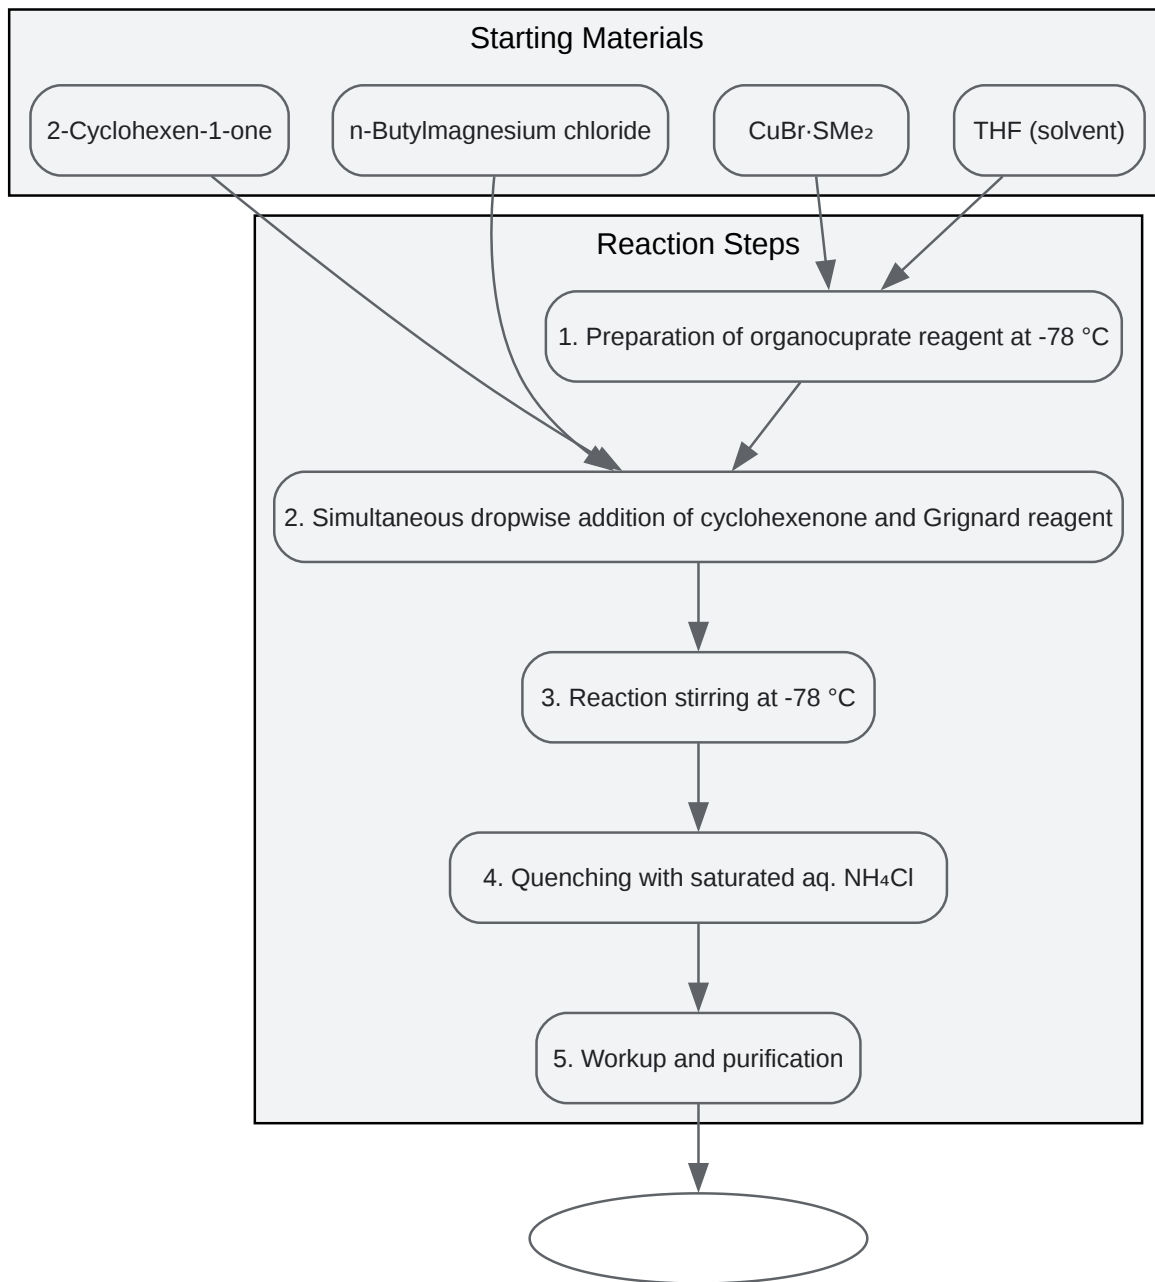 Starting Materials
2-Cyclohexen-1-one
n-Butylmagnesium chloride
CuBr·SMe₂
THF (solvent)
Reaction Steps
1. Preparation of organocuprate reagent at -78 °C
2. Simultaneous dropwise addition of cyclohexenone and Grignard reagent
3. Reaction stirring at -78 °C
4. Quenching with saturated aq. NH₄Cl
5. Workup and purification